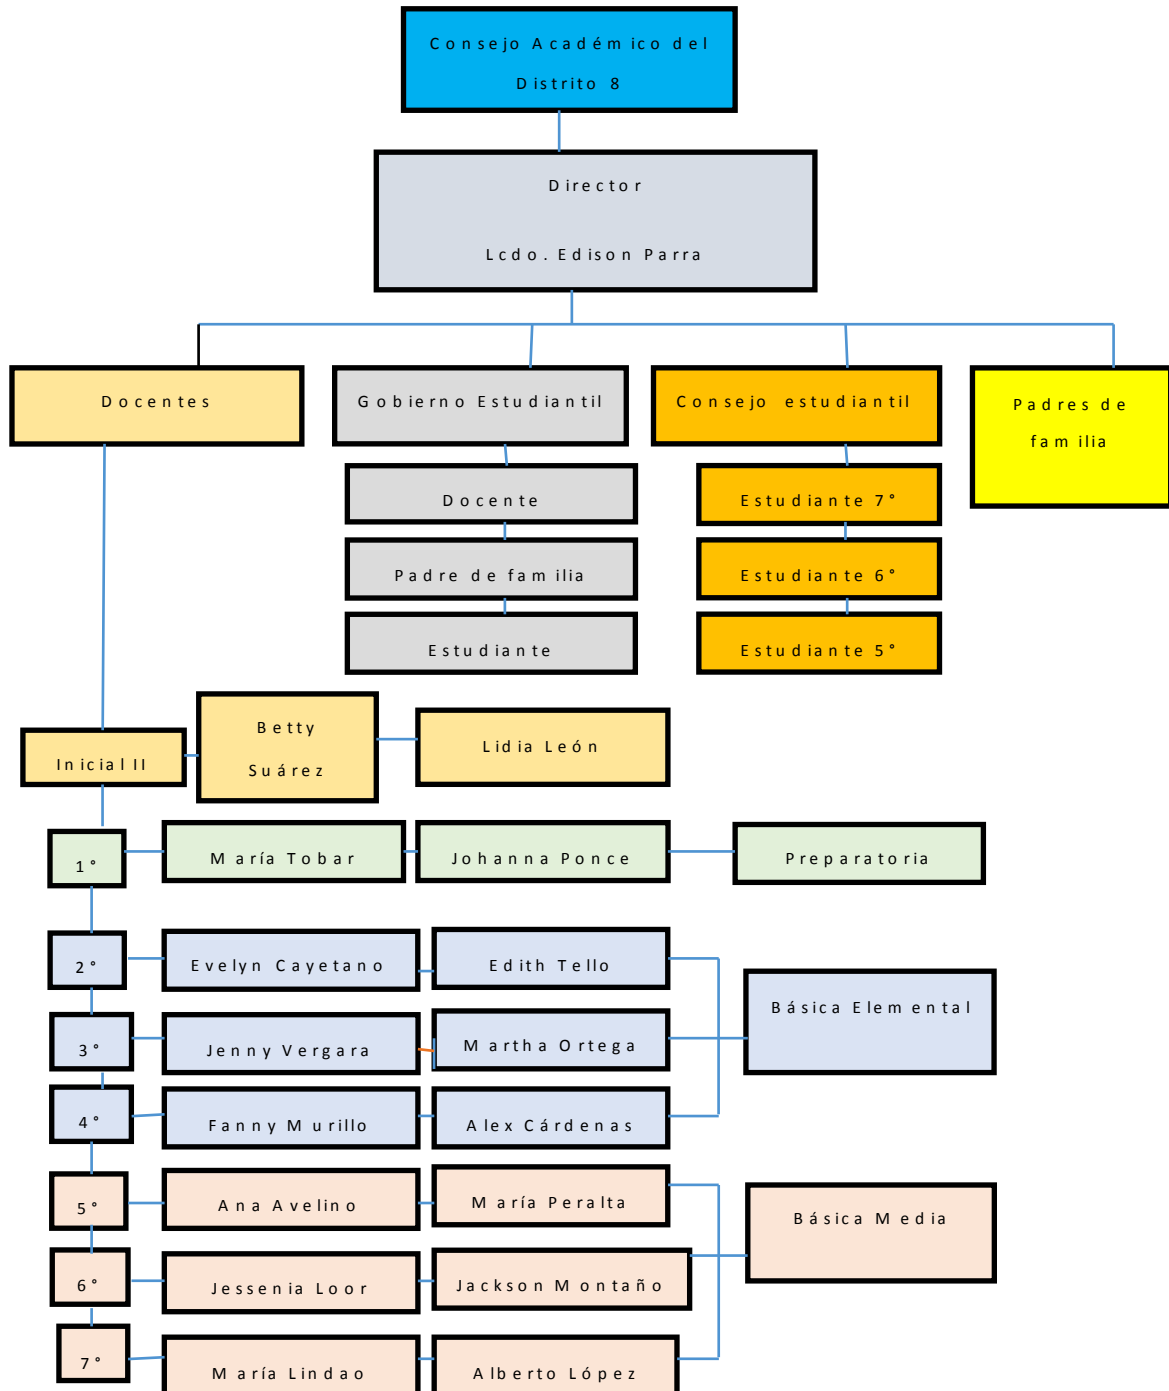 Consejo Académico del
Distrito 8
Director
Lcdo. Edison Parra
Docentes
Gobierno Estudiantil
Consejo estudiantil
Padres de
familia
Docente
Estudiante 7°
Padre de familia
Estudiante 6°
Estudiante
Estudiante 5°
Inicial II
Betty
Suárez
Lidia León
1°
María Tobar
Johanna Ponce
Preparatoria
2°
Evelyn Cayetano
Edith Tello
Básica Elemental
3°
Jenny Vergara
Martha Ortega
4°
Fanny Murillo
Alex Cárdenas
5°
Ana Avelino
María Peralta
Básica Media
6°
Jessenia Loor
Jackson Montaño
7°
María Lindao
Alberto López